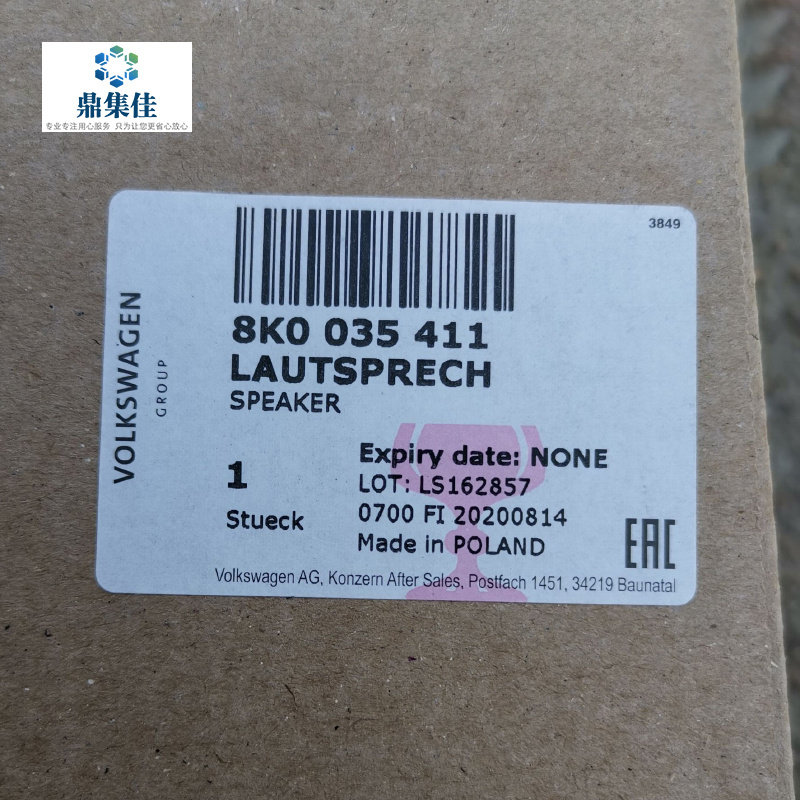 鼎集佳
专业专注用心服务 只为让您更省心放心
3849
VOLKSWAGEN
GROUP
8K0 035 411
LAUTSPRECH
SPEAKER
1
Stueck
Expiry date: NONE
LOT: LS162857
0700 FI 20200814
Made in POLAND
EAC
Volkswagen AG, Konzern After Sales, Postfach 1451, 34219 Baunatal